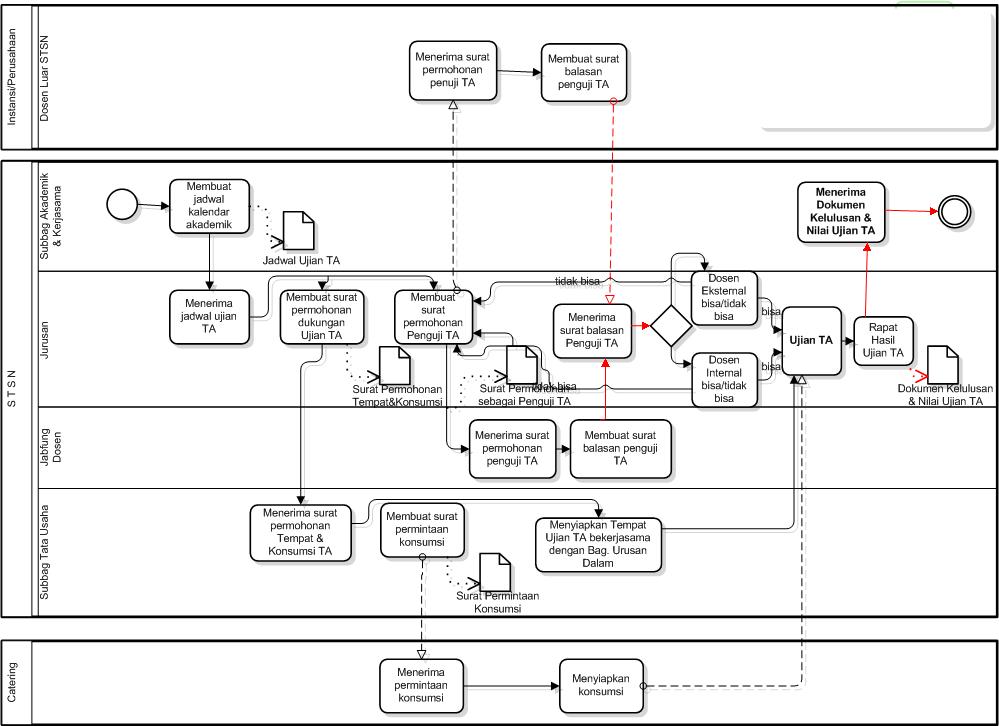 Instansi/Perusahaan
Dosen Luar STSN
Menerima surat
permohonan
penuji TA
Membuat surat
balasan
penguji TA
S T S N
Subbag Akademik
& Kerjasama
Membuat
jadwal
kalendar
akademik
Jadwal Ujian TA
Menerima
Dokumen
Kelulusan &
Nilai Ujian TA
Jurusan
Menerima
jadwal ujian
TA
Membuat surat
permohonan
dukungan
Ujian TA
Surat Permohonan
Tempat&Konsumsi
Membuat
surat
permohonan
Penguji TA
Surat Permohonan
sebagai Penguji TA
tidak bisa
tidak bisa
Menerima
surat balasan
Penguji TA
Dosen
Eksternal
bisa/tidak
bisa
bisa
Dosen
Internal
bisa/tidak
bisa
bisa
Ujian TA
Rapat
Hasil
Ujian TA
Dokumen Kelulusan
& Nilai Ujian TA
Jabfung
Dosen
Menerima surat
permohonan
penguji TA
Membuat surat
balasan penguji
TA
Subbag Tata Usaha
Menerima surat
permohonan
Tempat &
Konsumsi TA
Membuat surat
permintaan
konsumsi
Surat Permintaan
Konsumsi
Menyiapkan Tempat
Ujian TA bekerjasama
dengan Bag. Urusan
Dalam
Catering
Menerima
permintaan
konsumsi
Menyiapkan
konsumsi